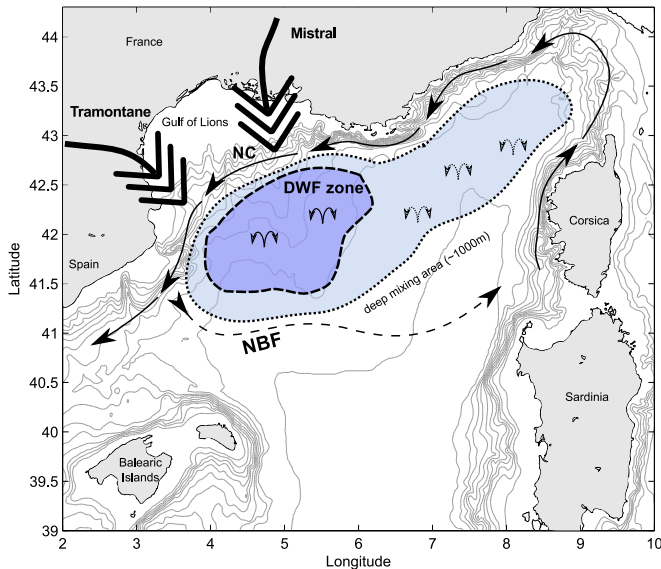 France
Mistral
Tramontane
Gulf of Lions
NC
DWF zone
Corsica
Spain
deep mixing area (~1000m)
NBF
Sardinia
Balearic
Islands
Latitude
44
43.5
43
42.5
42
41.5
41
40.5
40
39.5
39
2
3
4
5
6
7
8
9
10
Longitude